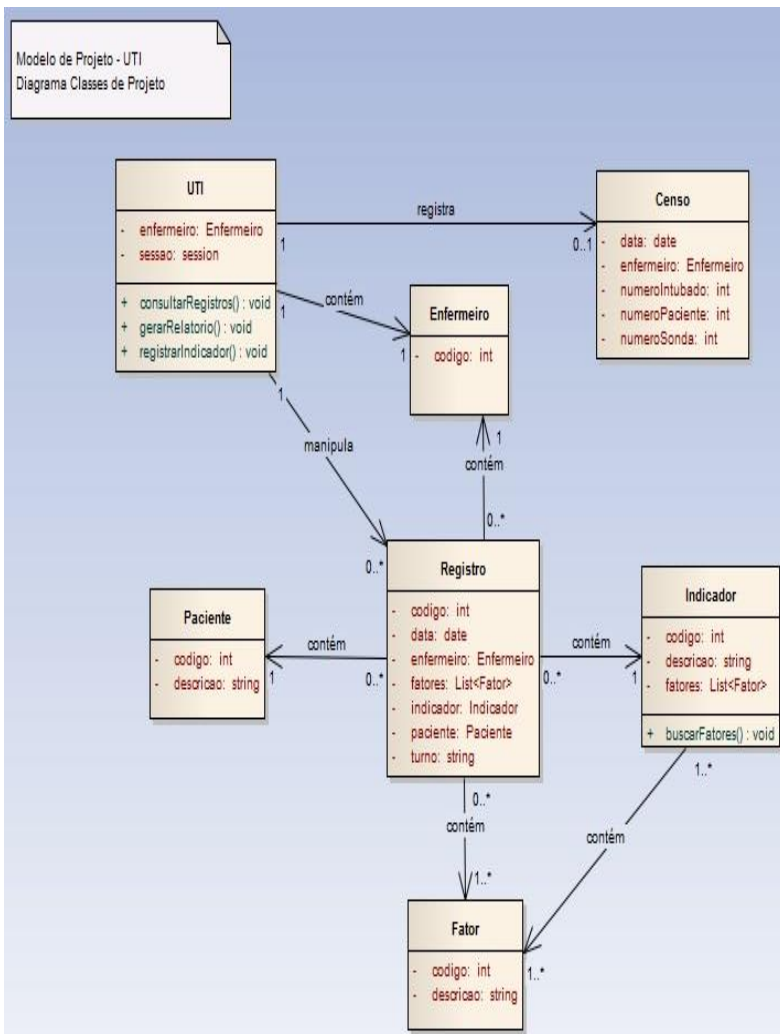 Modelo de Projeto - UTI
Diagrama Classes de Projeto
UTI
- enfermeiro: Enfermeiro
- sessao: session
+ consultarRegistros() : void
+ gerarRelatorio() : void
+ registrarIndicador() : void
registra
1
0..1
Censo
- data: date
- enfermeiro: Enfermeiro
- numeroIntubado: int
- numeroPaciente: int
- numeroSonda: int
contém
1
1
Enfermeiro
- codigo: int
1
manipula
0..*
1
contém
0..*
Registro
- codigo: int
- data: date
- enfermeiro: Enfermeiro
- fatores: List<Fator>
- indicador: Indicador
- paciente: Paciente
- turno: string
Paciente
- codigo: int
- descricao: string
contém
1
0..*
contém
0..*
1
Indicador
- codigo: int
- descricao: string
- fatores: List<Fator>
+ buscarFatores() : void
0..*
contém
1..*
1..*
contém
1..*
Fator
- codigo: int
- descricao: string